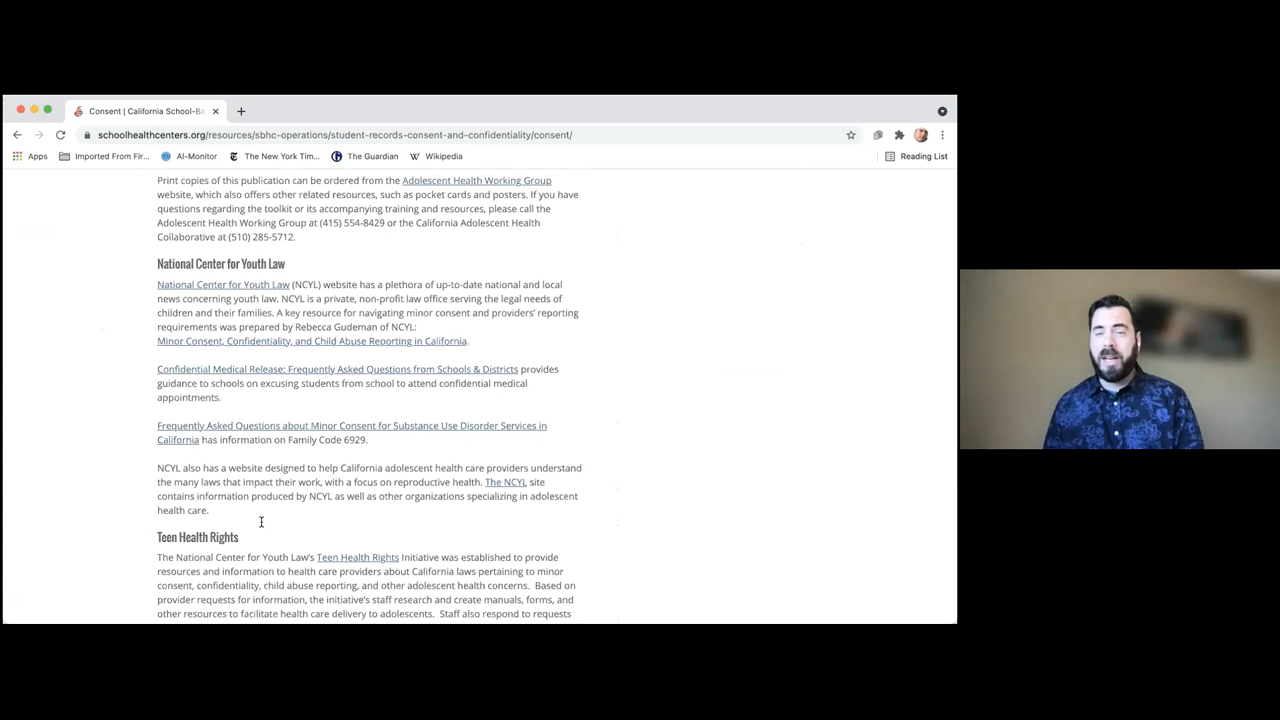 Consent | California School-Ba
schoolhealthcenters.org/resources/sbhc-operations/student-records-consent-and-confidentiality/consent/
Apps Imported From Fir... Al-Monitor The New York Tim... The Guardian W Wikipedia Reading List
Print copies of this publication can be ordered from the Adolescent Health Working Group
website, which also offers other related resources, such as pocket cards and posters. If you have
questions regarding the toolkit or its accompanying training and resources, please call the
Adolescent Health Working Group at (415) 554-8429 or the California Adolescent Health
Collaborative at (510) 285-5712.
National Center for Youth Law
National Center for Youth Law (NCYL) website has a plethora of up-to-date national and local
news concerning youth law. NCYL is a private, non-profit law office serving the legal needs of
children and their families. A key resource for navigating minor consent and providers' reporting
requirements was prepared by Rebecca Gudeman of NCYL:
Minor Consent, Confidentiality, and Child Abuse Reporting in California.
Confidential Medical Release: Frequently Asked Questions from Schools & Districts provides
guidance to schools on excusing students from school to attend confidential medical
appointments.
Frequently Asked Questions about Minor Consent for Substance Use Disorder Services in
California has information on Family Code 6929.
NCYL also has a website designed to help California adolescent health care providers understand
the many laws that impact their work, with a focus on reproductive health. The NCYL site
contains information produced by NCYL as well as other organizations specializing in adolescent
health care.
Teen Health Rights
The National Center for Youth Law's Teen Health Rights Initiative was established to provide
resources and information to health care providers about California laws pertaining to minor
consent, confidentiality, child abuse reporting, and other adolescent health concerns. Based on
provider requests for information, the initiative's staff research and create manuals, forms, and
other resources to facilitate health care delivery to adolescents. Staff also respond to requests